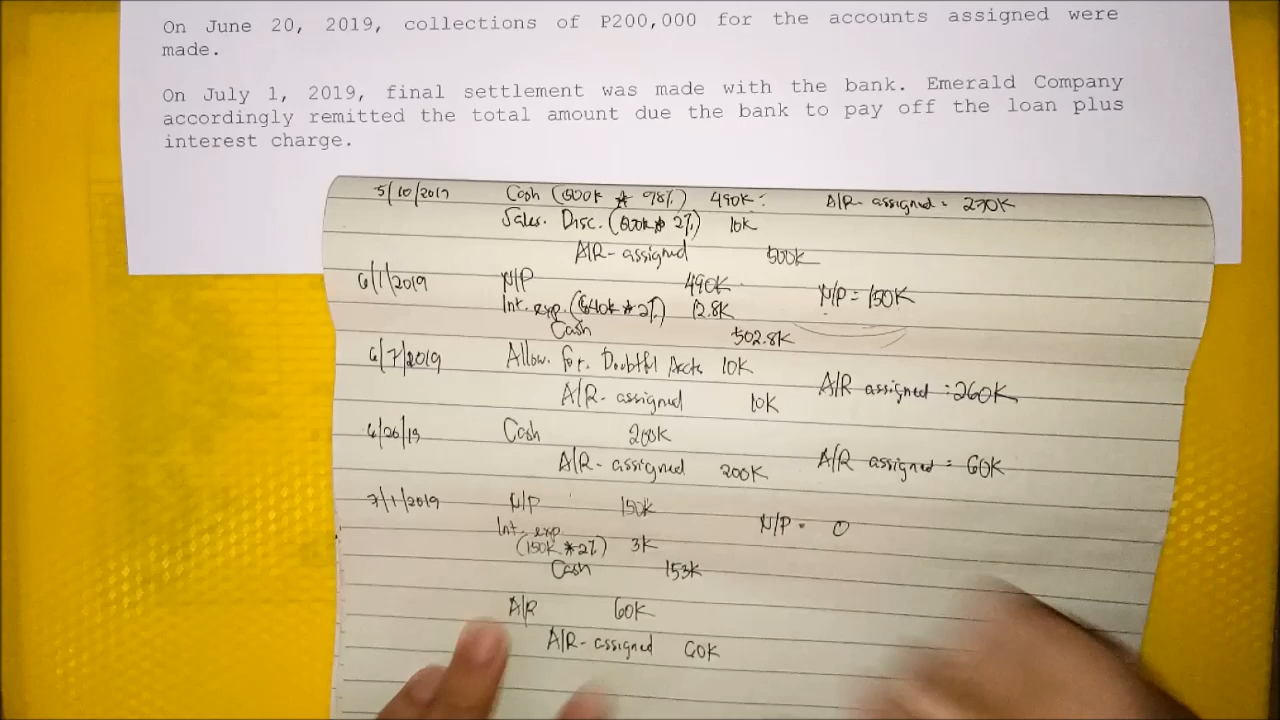 On June 20, 2019, collections of P200,000 for the accounts assigned were
made.
On July 1, 2019, final settlement was made with the bank. Emerald Company
accordingly remitted the total amount due the bank to pay off the loan plus
interest charge.
5/10/2019 Cash (500K * 98%) 490K A/R- assigned = 270K
Sales. Disc. (500K * 2%) 10K
A/R- assigned 500K
6/1/2019 N/P 490K N/P = 150K
Int. exp. (640K * 2%) 12.8K
Cash 502.8K
6/7/2019 Allow. for. Doubtful Accts 10K
A/R assigned : 260K
A/R- assigned 10K
6/20/19 Cash 200K
A/R- assigned 200K A/R assigned = 60K
7/1/2019 N/P 150K
N/P = 0
Int. exp
(150K * 2%) 3K
Cash 153K
A/R 60K
A/R- assigned 60K